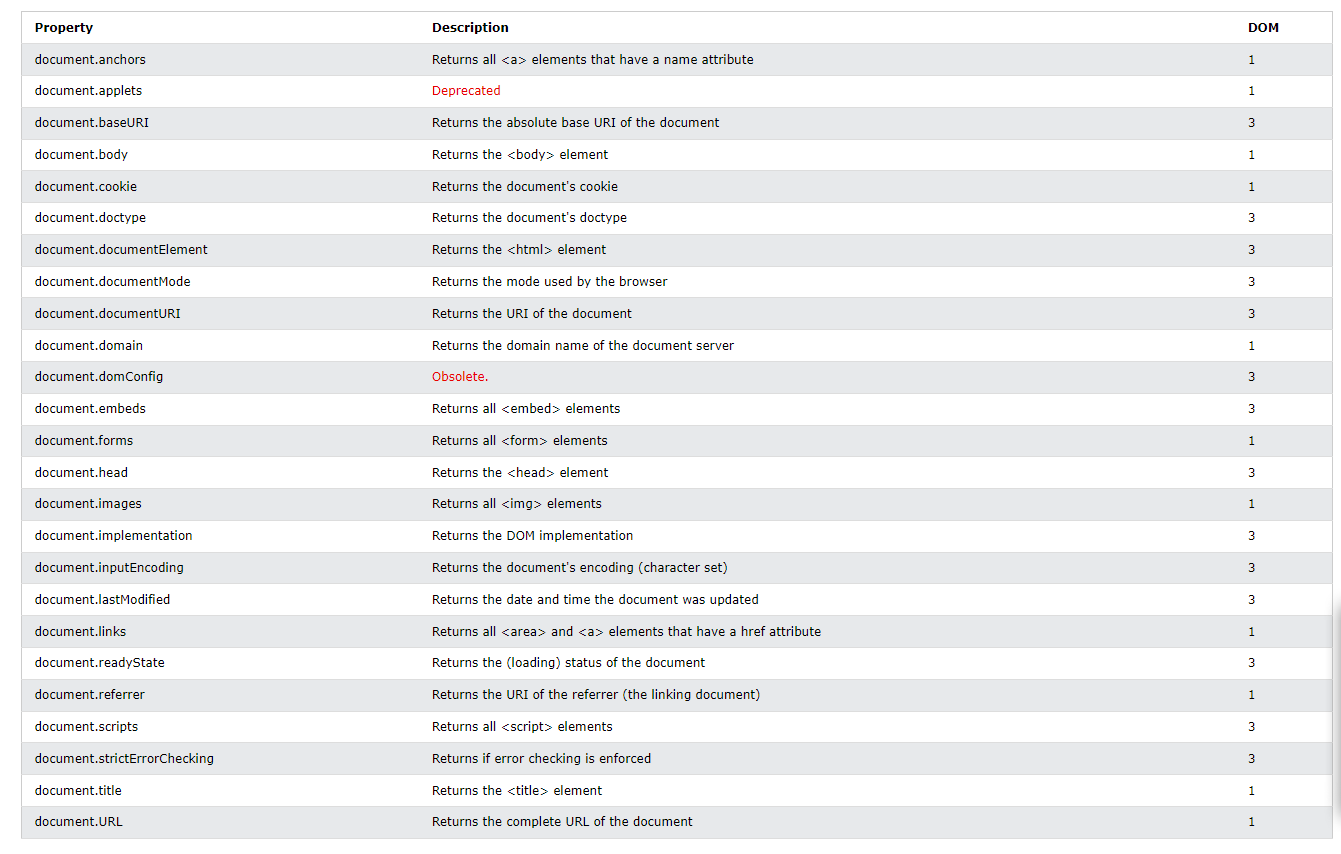 Property Description DOM
document.anchors Returns all <a> elements that have a name attribute 1
document.applets Deprecated 1
document.baseURI Returns the absolute base URI of the document 3
document.body Returns the <body> element 1
document.cookie Returns the document's cookie 1
document.doctype Returns the document's doctype 3
document.documentElement Returns the <html> element 3
document.documentMode Returns the mode used by the browser 3
document.documentURI Returns the URI of the document 3
document.domain Returns the domain name of the document server 1
document.domConfig Obsolete. 3
document.embeds Returns all <embed> elements 3
document.forms Returns all <form> elements 1
document.head Returns the <head> element 3
document.images Returns all <img> elements 1
document.implementation Returns the DOM implementation 3
document.inputEncoding Returns the document's encoding (character set) 3
document.lastModified Returns the date and time the document was updated 3
document.links Returns all <area> and <a> elements that have a href attribute 1
document.readyState Returns the (loading) status of the document 3
document.referrer Returns the URI of the referrer (the linking document) 1
document.scripts Returns all <script> elements 3
document.strictErrorChecking Returns if error checking is enforced 3
document.title Returns the <title> element 1
document.URL Returns the complete URL of the document 1